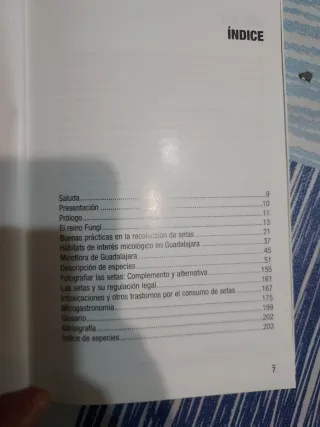 ÍNDICE
Saluda 9
Presentación 10
Prólogo 11
El reino Fungi 13
Buenas prácticas en la recolección de setas 21
Hábitats de interés micológico en Guadalajara 37
Micoflora de Guadalajara 45
Descripción de especies 51
Fotografiar las setas: Complemento y alternativa 155
Las setas y su regulación legal 161
Intoxicaciones y otros trastornos por el consumo de setas 167
Micogastronomía 175
Glosario 199
Bibliografía 202
Índice de especies 203
7